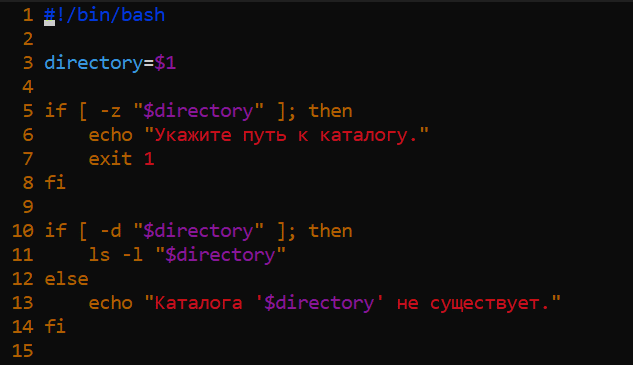 1 #!/bin/bash
2
3 directory=$1
4
5 if [ -z "$directory" ]; then
6     echo "Укажите путь к каталогу."
7     exit 1
8 fi
9
10 if [ -d "$directory" ]; then
11     ls -l "$directory"
12 else
13     echo "Каталога '$directory' не существует."
14 fi
15